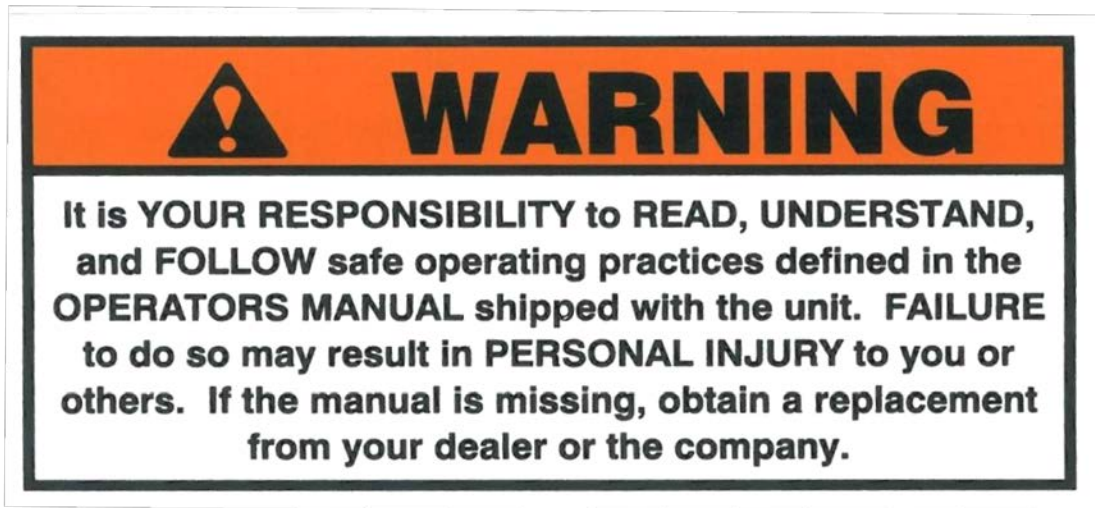 WARNING
It is YOUR RESPONSIBILITY to READ, UNDERSTAND,
and FOLLOW safe operating practices defined in the
OPERATORS MANUAL shipped with the unit.  FAILURE
to do so may result in PERSONAL INJURY to you or
others.  If the manual is missing, obtain a replacement
from your dealer or the company.